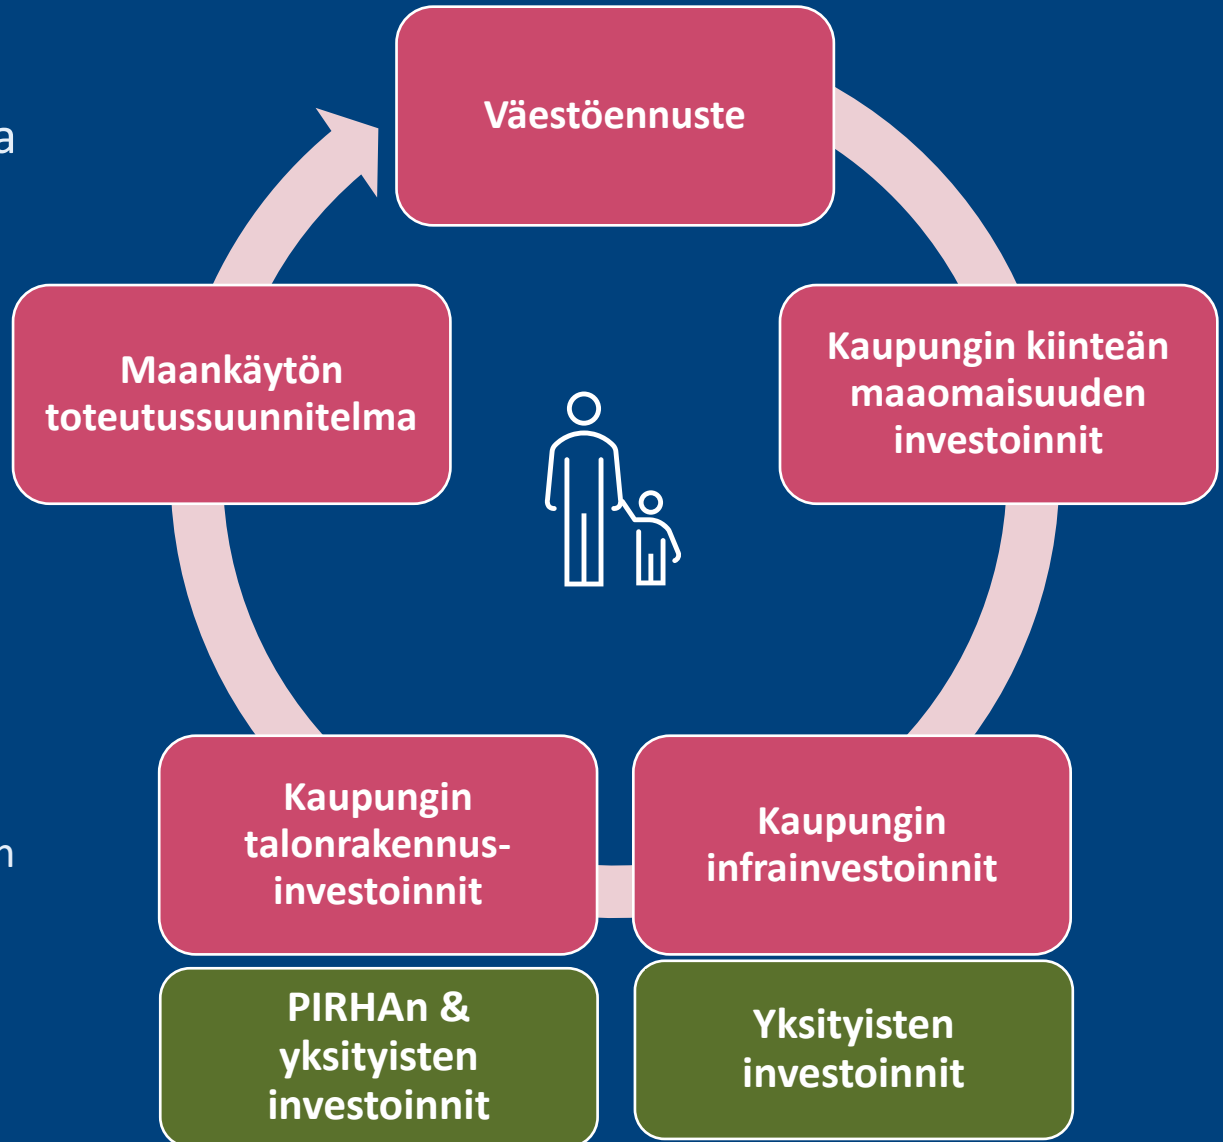 Väestöennuste
a
Maankäytön
toteutussuunnitelma
Kaupungin kiinteän
maaomaisuuden
investoinnit
Kaupungin
talonrakennus-
investoinnit
n
Kaupungin
infrainvestoinnit
PIRHAn &
yksityisten
investoinnit
Yksityisten
investoinnit